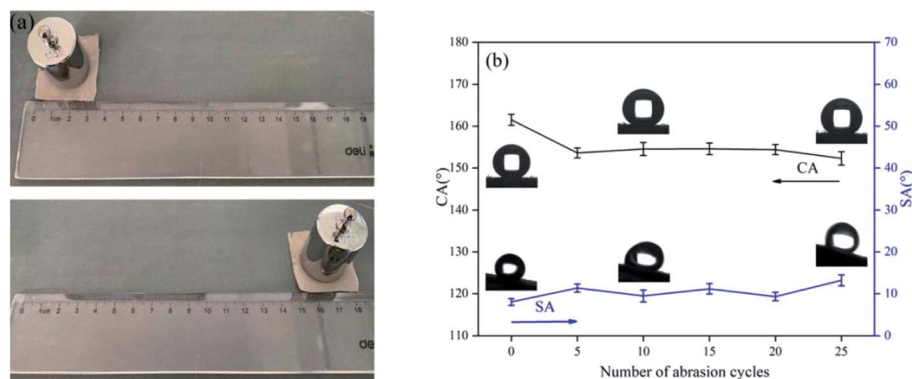 (a)
0 1cm 2 3 4 5 6 7 8 9 10 11 12 13 14 15 16 17 18 19
deli
0 1 2 3 4 5 6 7 8 9 10 11 12 13 14 15 16 17 18
de
(b)
180
170
160
150
140
130
120
110
CA(°)
70
60
50
40
30
20
10
0
SA(°)
CA
SA
0 5 10 15 20 25
Number of abrasion cycles